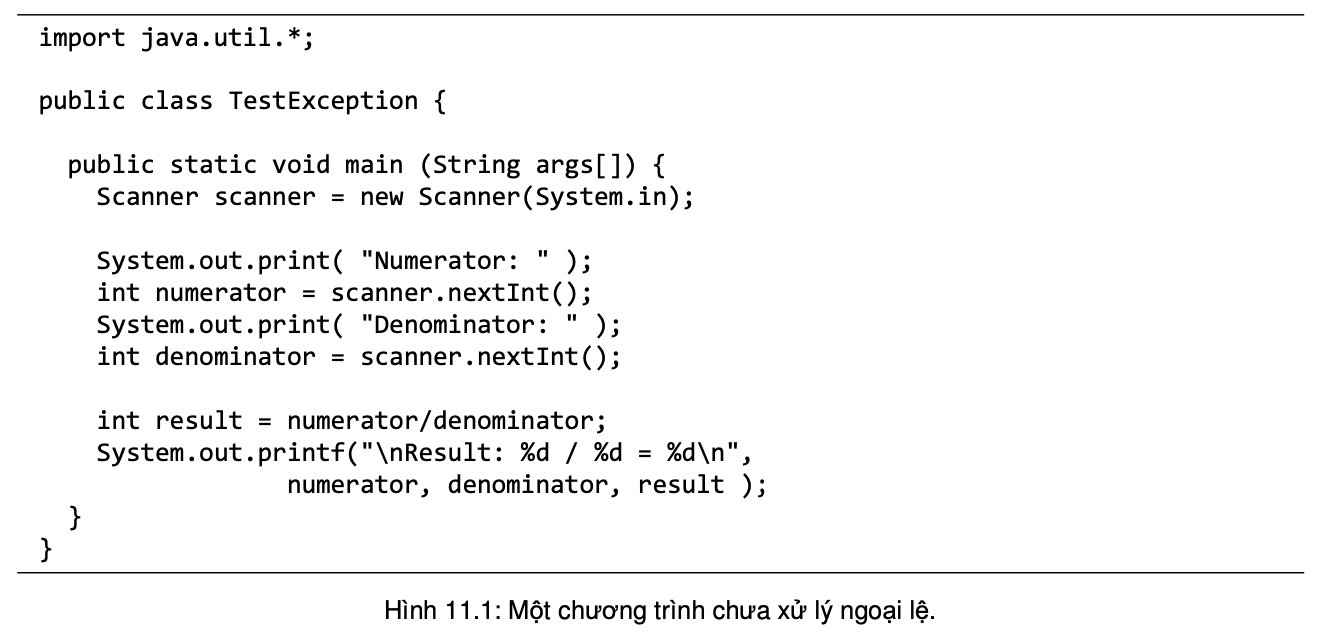 import java.util.*;
public class TestException {
public static void main (String args[]) {
Scanner scanner = new Scanner(System.in);
System.out.print( "Numerator: " );
int numerator = scanner.nextInt();
System.out.print( "Denominator: " );
int denominator = scanner.nextInt();
int result = numerator/denominator;
System.out.printf("\nResult: %d / %d = %d\n",
numerator, denominator, result );
}
}
Hình 11.1: Một chương trình chưa xử lý ngoại lệ.